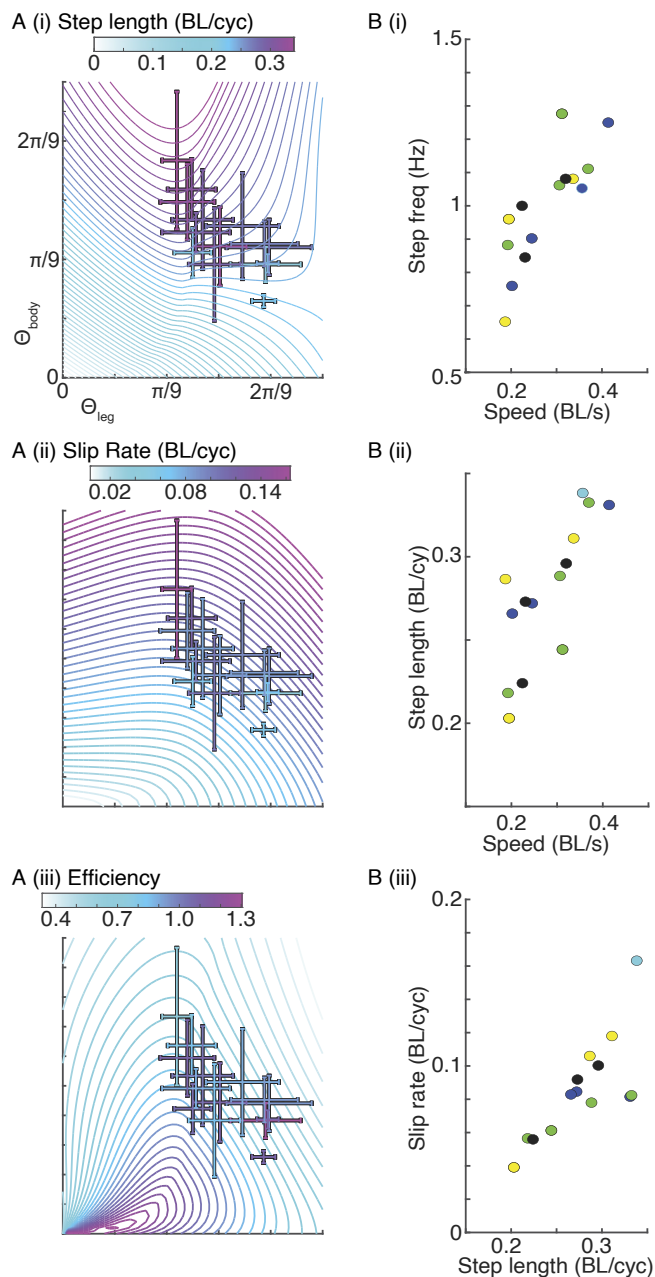 A (i) Step length (BL/cyc)
0 0.1 0.2 0.3
2π/9
π/9
Θbody
0
0 π/9 2π/9
Θleg
B (i)
1.5
Step freq (Hz)
1
0.5
0.2 0.4
Speed (BL/s)
A (ii) Slip Rate (BL/cyc)
0.02 0.08 0.14
B (ii)
Step length (BL/cy)
0.3
0.2
0.2 0.4
Speed (BL/s)
A (iii) Efficiency
0.4 0.7 1.0 1.3
B (iii)
0.2
Slip rate (BL/cyc)
0.1
0
0.2 0.3
Step length (BL/cyc)